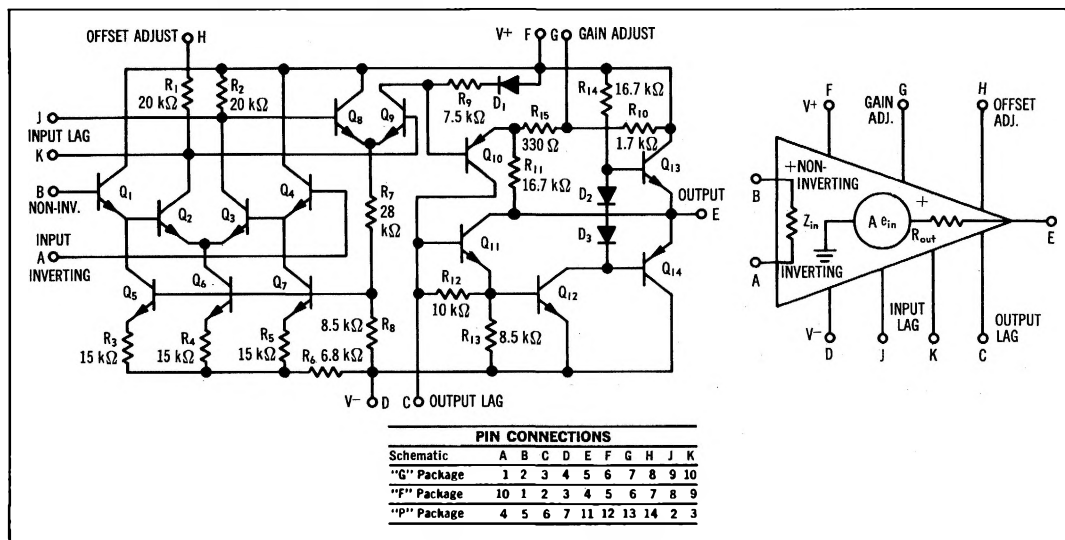 OFFSET ADJUST H
V+ F
G GAIN ADJUST
R1
20 kΩ
R2
20 kΩ
J
INPUT LAG
K
B
NON-INV.
INPUT
A
INVERTING
Q1
Q2
Q3
Q4
Q5
Q6
Q7
Q8
Q9
R9
7.5 kΩ
D1
R14
16.7 kΩ
R10
1.7 kΩ
R15
330 Ω
Q10
R11
16.7 kΩ
Q13
D2
D3
OUTPUT
E
R7
28
kΩ
Q11
R12
10 kΩ
Q12
Q14
R3
15 kΩ
R4
15 kΩ
R5
15 kΩ
R6 6.8 kΩ
8.5 kΩ R8
R13
8.5 kΩ
V− D
C OUTPUT LAG
F
V+
G
GAIN
ADJ.
H
OFFSET
ADJ.
+ NON-
INVERTING
B
Zin
A ein
+
Rout
E
A
INVERTING
V−
D
INPUT
LAG
J
K
OUTPUT
LAG
C
PIN CONNECTIONS
Schematic A B C D E F G H J K
"G" Package 1 2 3 4 5 6 7 8 9 10
"F" Package 10 1 2 3 4 5 6 7 8 9
"P" Package 4 5 6 7 11 12 13 14 2 3